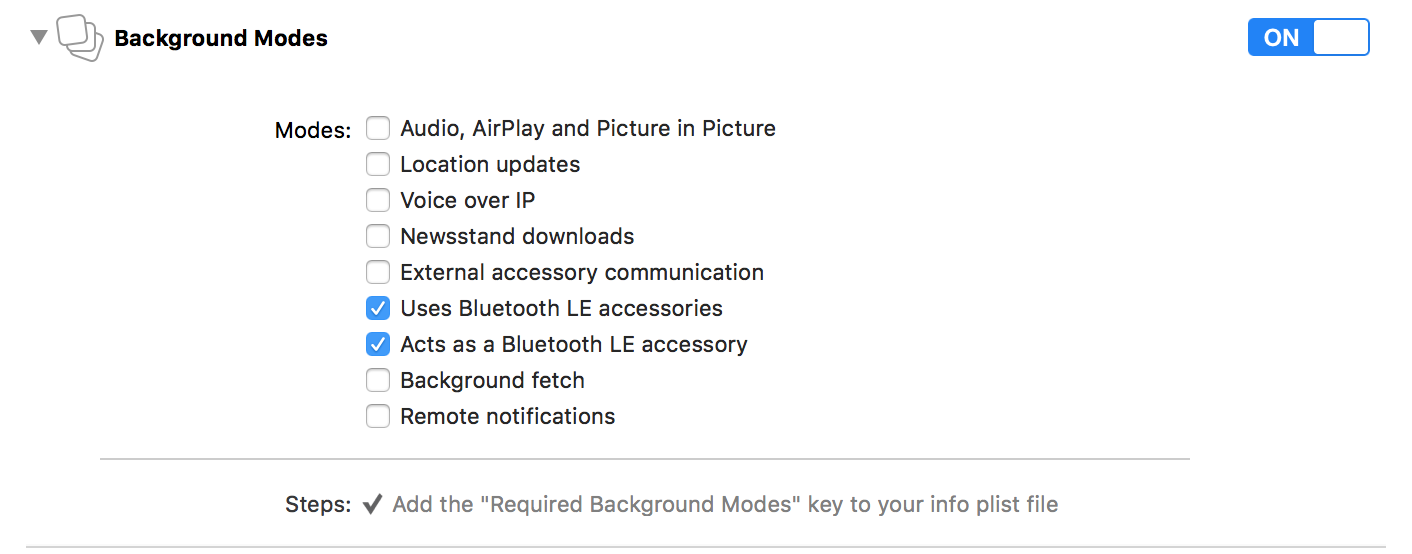 Background Modes
ON
Modes:
Audio, AirPlay and Picture in Picture
Location updates
Voice over IP
Newsstand downloads
External accessory communication
Uses Bluetooth LE accessories
Acts as a Bluetooth LE accessory
Background fetch
Remote notifications
Steps: Add the "Required Background Modes" key to your info plist file